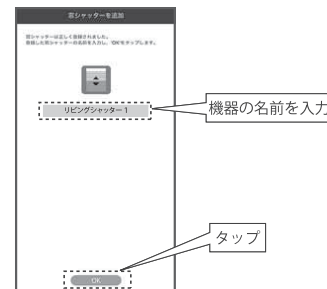 窓シャッターを追加
窓シャッターは正しく登録されました。
登録した窓シャッターの名前を入力し、「OK」をタップします。
リビングシャッター 1
機器の名前を入力
タップ
OK